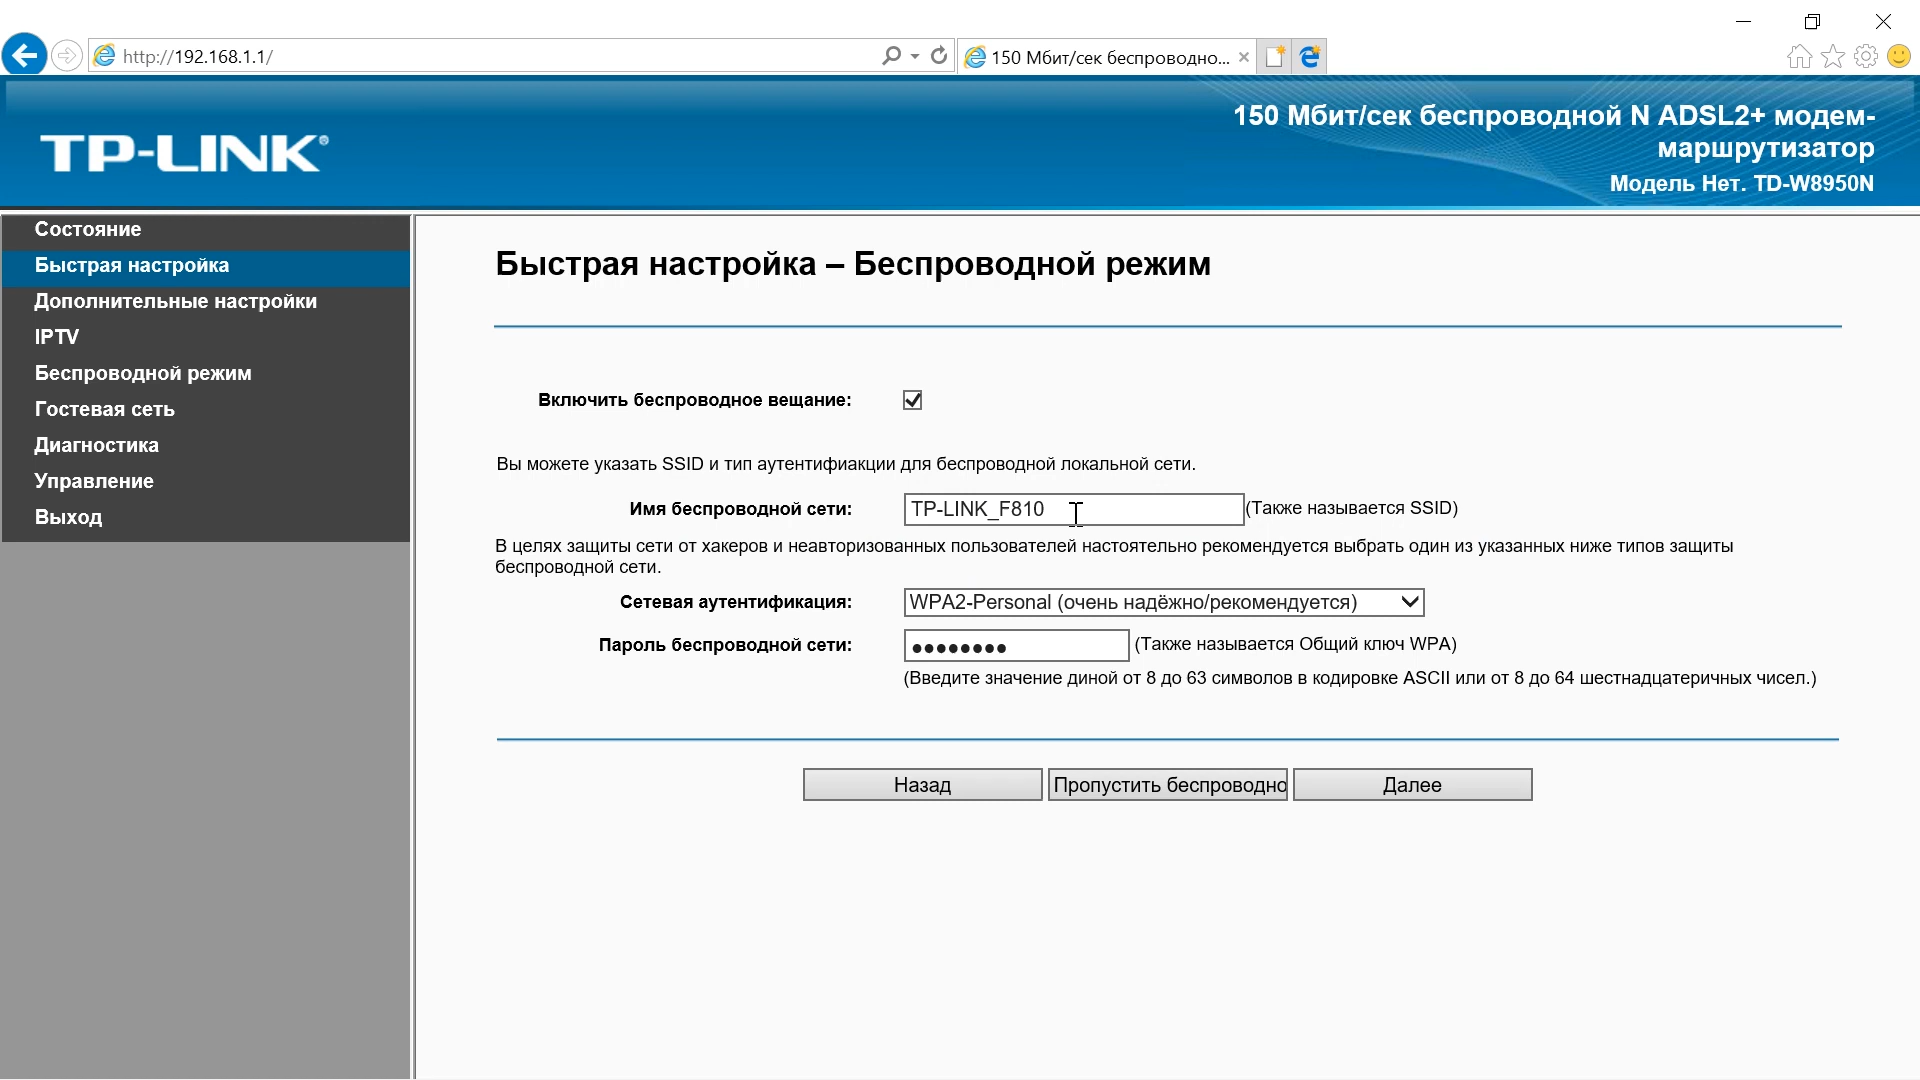 http://192.168.1.1/
150 Мбит/сек беспроводно...
TP-LINK®
150 Мбит/сек беспроводной N ADSL2+ модем-
маршрутизатор
Модель Нет. TD-W8950N
Состояние
Быстрая настройка
Дополнительные настройки
IPTV
Беспроводной режим
Гостевая сеть
Диагностика
Управление
Выход
Быстрая настройка – Беспроводной режим
Включить беспроводное вещание:
Вы можете указать SSID и тип аутентифиакции для беспроводной локальной сети.
Имя беспроводной сети: TP-LINK_F810 (Также называется SSID)
В целях защиты сети от хакеров и неавторизованных пользователей настоятельно рекомендуется выбрать один из указанных ниже типов защиты
беспроводной сети.
Сетевая аутентификация: WPA2-Personal (очень надёжно/рекомендуется)
Пароль беспроводной сети: ●●●●●●●● (Также называется Общий ключ WPA)
(Введите значение диной от 8 до 63 символов в кодировке ASCII или от 8 до 64 шестнадцатеричных чисел.)
Назад Пропустить беспроводно Далее